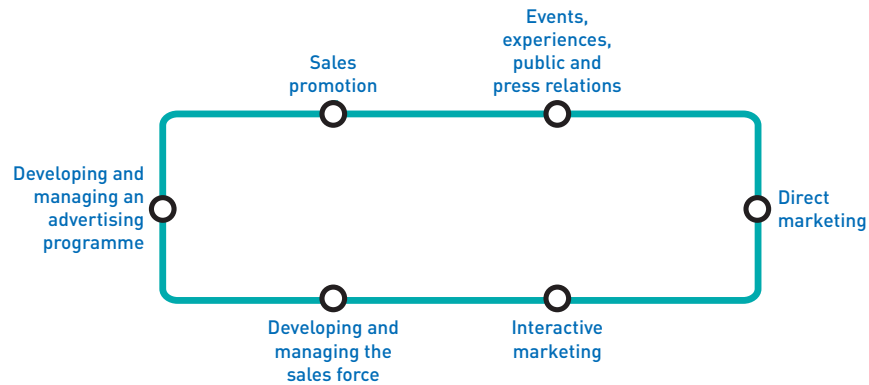 Events,
experiences,
public and
press relations
Sales
promotion
Developing and
managing an
advertising
programme
Direct
marketing
Developing and
managing the
sales force
Interactive
marketing